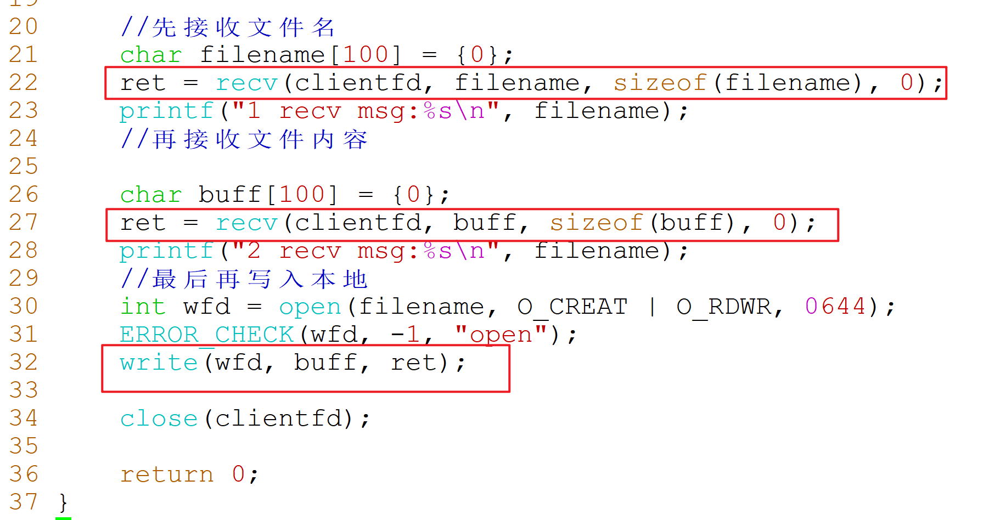 19
20 //先接收文件名
21 char filename[100] = {0};
22 ret = recv(clientfd, filename, sizeof(filename), 0);
23 printf("1 recv msg:%s\n", filename);
24 //再接收文件内容
25
26 char buff[100] = {0};
27 ret = recv(clientfd, buff, sizeof(buff), 0);
28 printf("2 recv msg:%s\n", filename);
29 //最后再写入本地
30 int wfd = open(filename, O_CREAT | O_RDWR, 0644);
31 ERROR_CHECK(wfd, -1, "open");
32 write(wfd, buff, ret);
33
34 close(clientfd);
35
36 return 0;
37 }